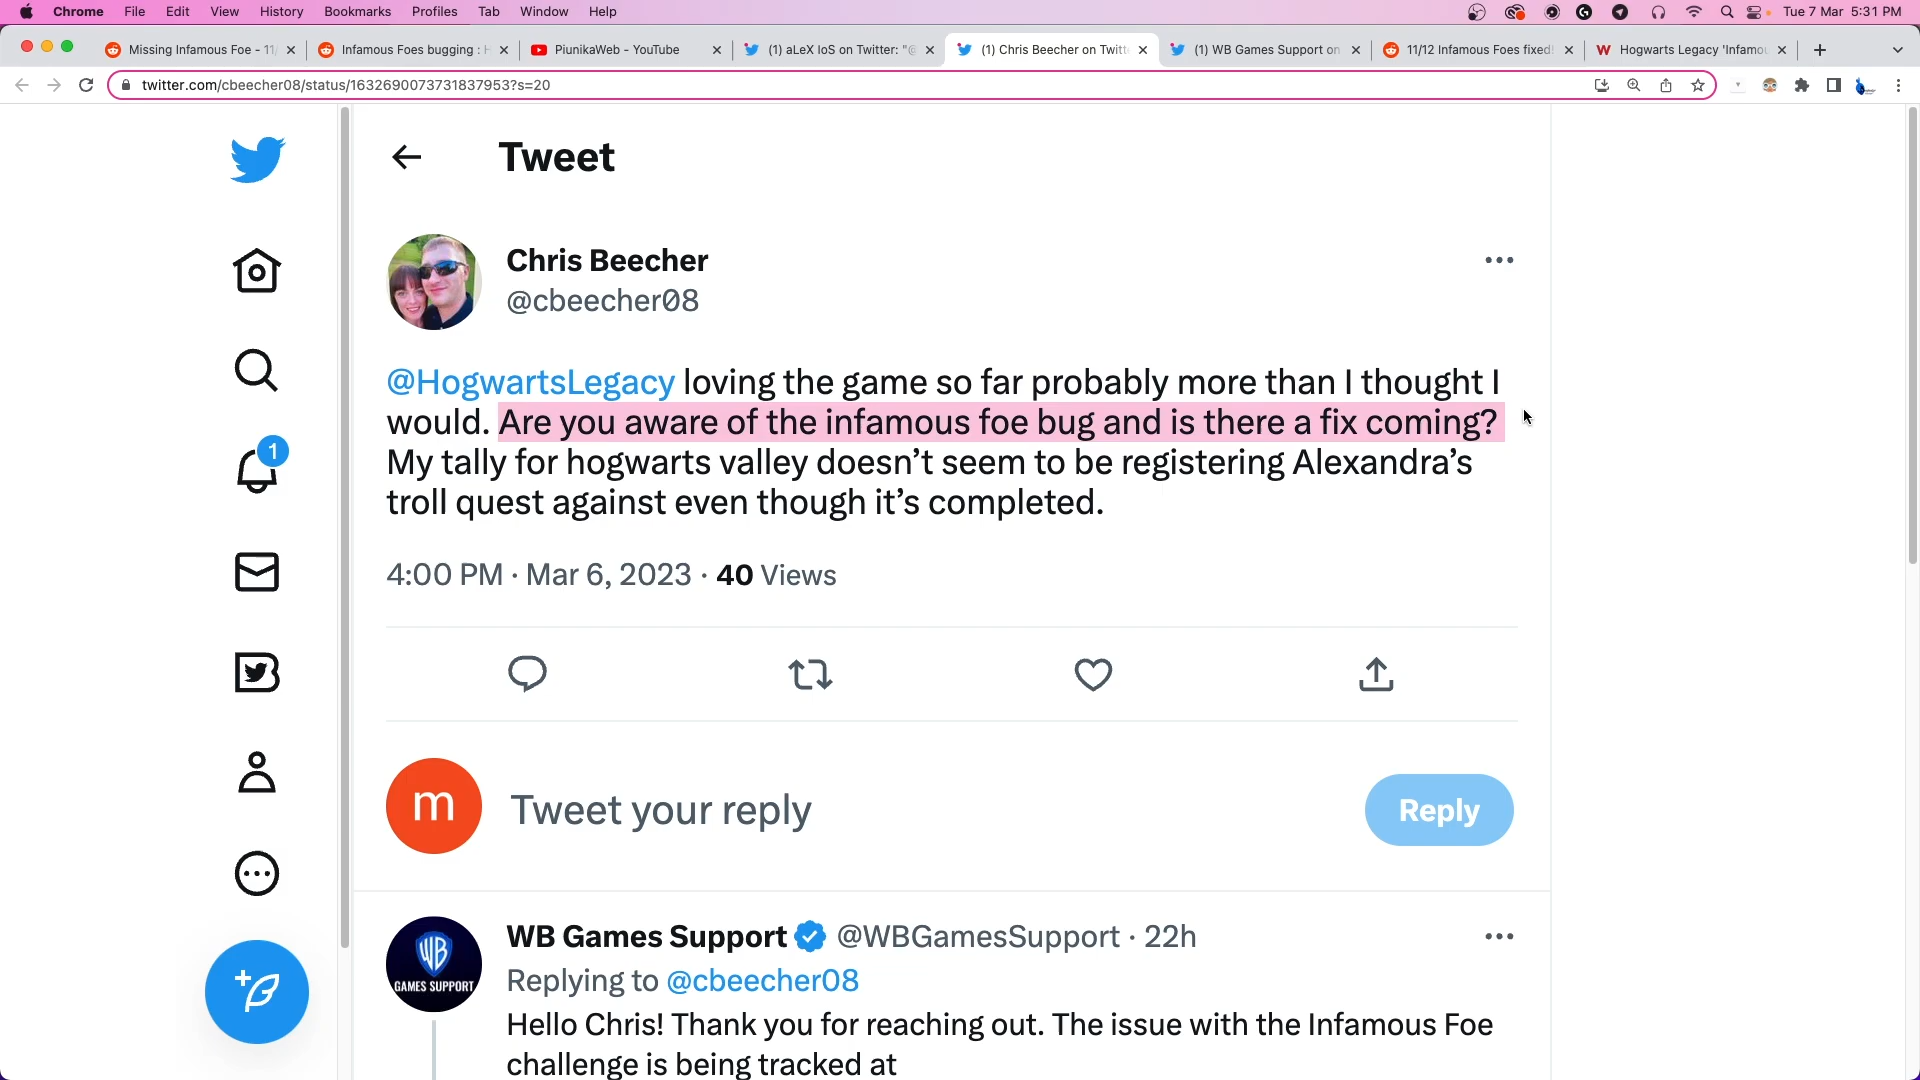 Chrome File Edit View History Bookmarks Profiles Tab Window Help Tue 7 Mar 5:31 PM
Missing Infamous Foe - 11/ Infamous Foes bugging : H PiunikaWeb - YouTube (1) aLeX IoS on Twitter: "@ (1) Chris Beecher on Twitt (1) WB Games Support on 11/12 Infamous Foes fixed! Hogwarts Legacy 'Infamou
twitter.com/cbeecher08/status/1632690073731837953?s=20
Tweet
Chris Beecher
@cbeecher08
@HogwartsLegacy loving the game so far probably more than I thought I
would. Are you aware of the infamous foe bug and is there a fix coming?
My tally for hogwarts valley doesn't seem to be registering Alexandra's
troll quest against even though it's completed.
1
4:00 PM · Mar 6, 2023 · 40 Views
m
Tweet your reply
Reply
WB
GAMES SUPPORT
WB Games Support @WBGamesSupport · 22h
Replying to @cbeecher08
Hello Chris! Thank you for reaching out. The issue with the Infamous Foe
challenge is being tracked at